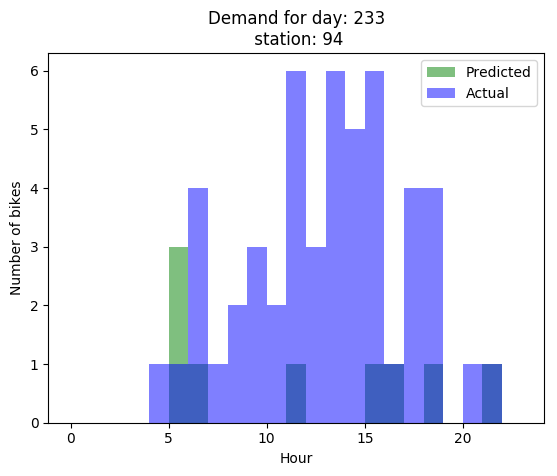 Demand for day: 233
station: 94
Predicted
Actual
Number of bikes
6
5
4
3
2
1
0
0
5
10
15
20
Hour